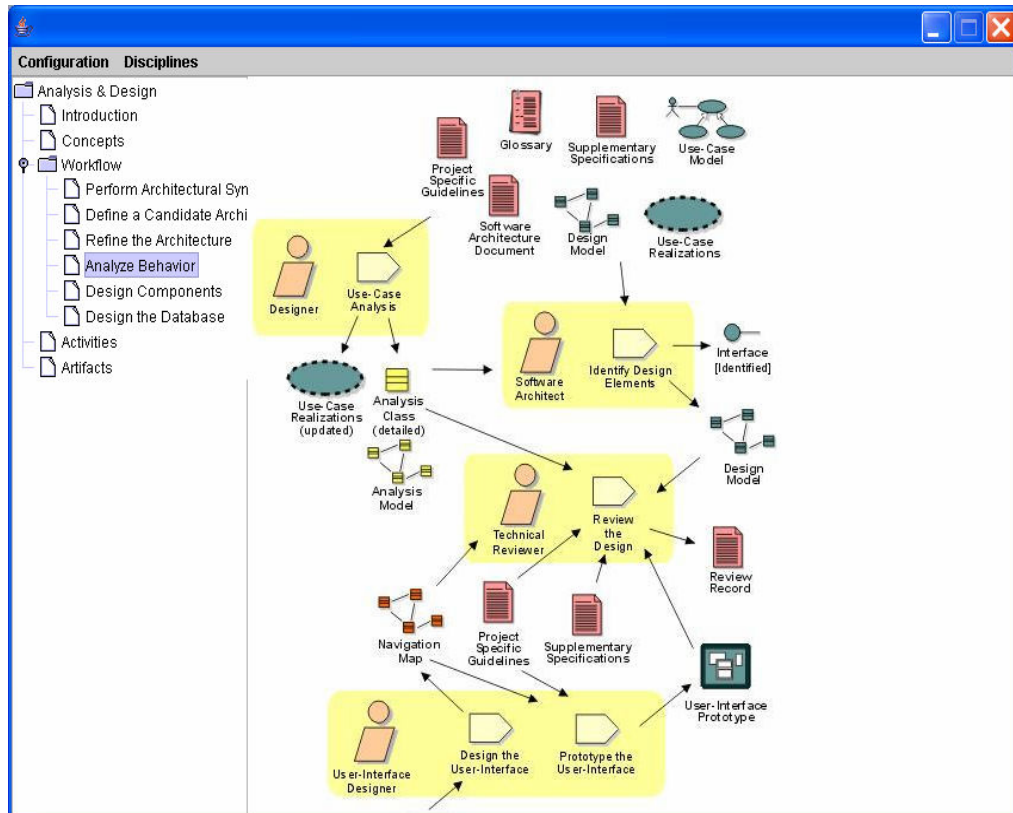 Configuration Disciplines
Analysis & Design
Introduction
Concepts
Workflow
Perform Architectural Syn
Define a Candidate Archi
Refine the Architecture
Analyze Behavior
Design Components
Design the Database
Activities
Artifacts
Glossary
Supplementary
Specifications
Use-Case
Model
Project
Specific
Guidelines
Software
Architecture
Document
Design
Model
Use-Case
Realizations
Designer
Use-Case
Analysis
Software
Architect
Identify Design
Elements
Interface
[Identified]
Use-Case
Realizations
(updated)
Analysis
Class
(detailed)
Analysis
Model
Design
Model
Technical
Reviewer
Review
the
Design
Review
Record
Navigation
Map
Project
Specific
Guidelines
Supplementary
Specifications
User-Interface
Prototype
User-Interface
Designer
Design the
User-Interface
Prototype the
User-Interface